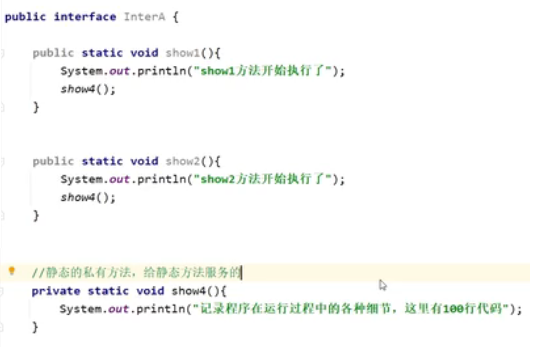 public interface InterA {
public static void show1(){
System.out.println("show1方法开始执行了");
show4();
}
public static void show2(){
System.out.println("show2方法开始执行了");
show4();
}
//静态的私有方法，给静态方法服务的
private static void show4(){
System.out.println("记录程序在运行过程中的各种细节，这里有100行代码");
}